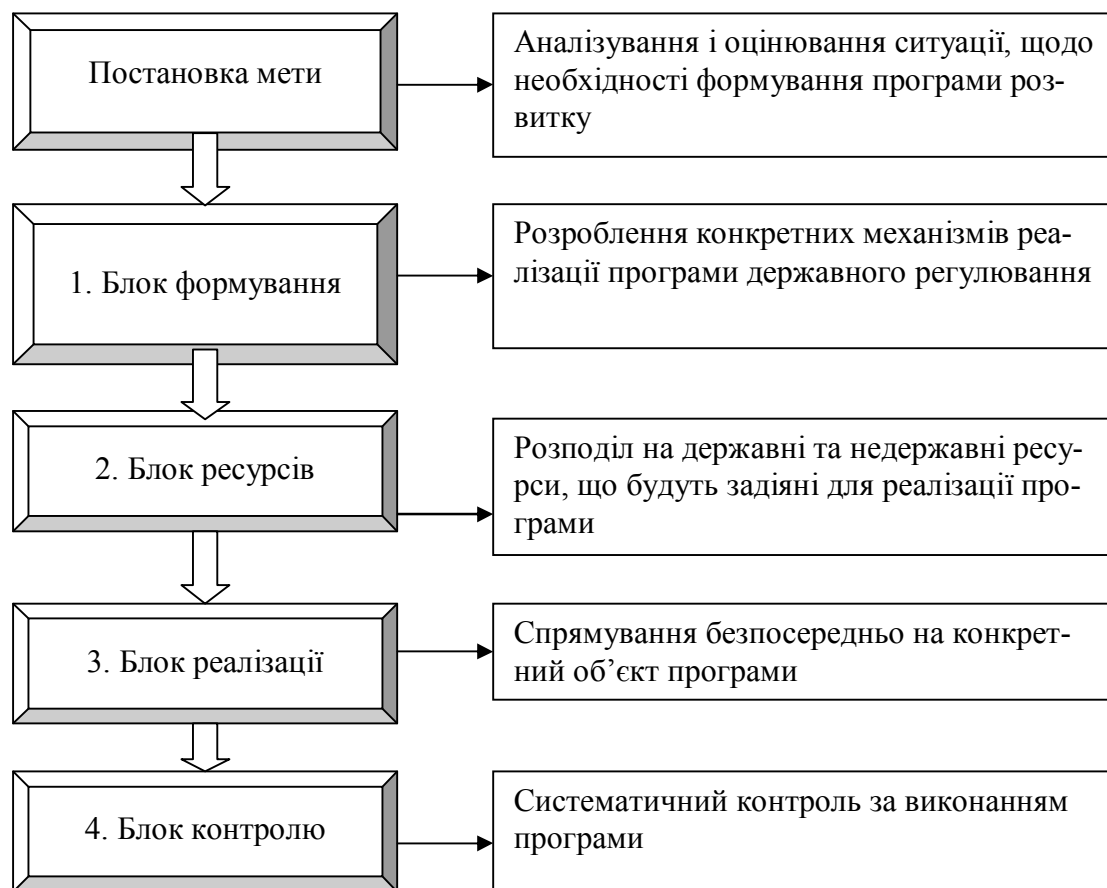 Постановка мети
Аналізування і оцінювання ситуації, щодо
необхідності формування програми роз-
витку
1. Блок формування
Розроблення конкретних механізмів реа-
лізації програми державного регулювання
2. Блок ресурсів
Розподіл на державні та недержавні ресу-
рси, що будуть задіяні для реалізації про-
грами
3. Блок реалізації
Спрямування безпосередньо на конкрет-
ний об’єкт програми
4. Блок контролю
Систематичний контроль за виконанням
програми